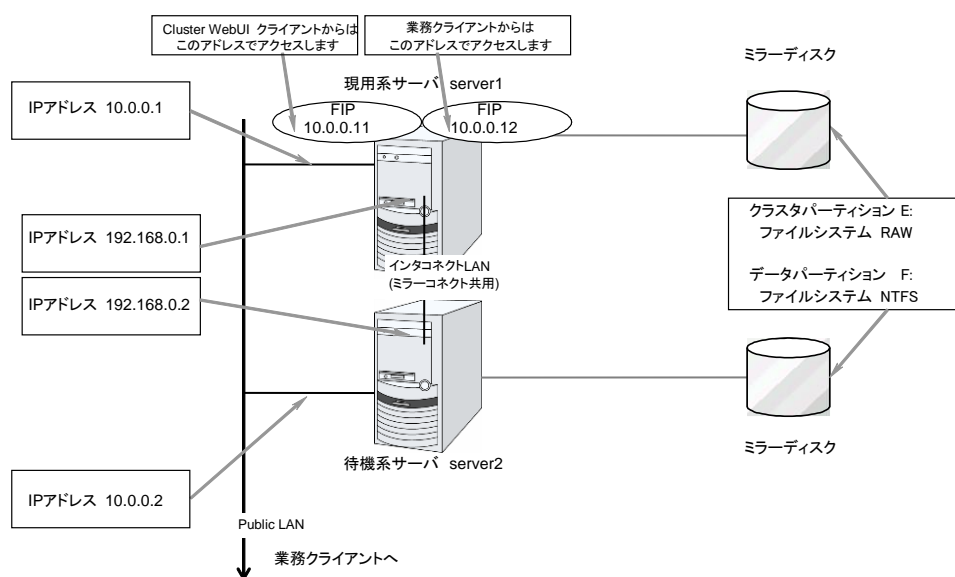 Cluster WebUI クライアントからは
このアドレスでアクセスします
業務クライアントからは
このアドレスでアクセスします
ミラーディスク
現用系サーバ server1
IPアドレス 10.0.0.1
FIP
10.0.0.11
FIP
10.0.0.12
IPアドレス 192.168.0.1
クラスタパーティション E:
ファイルシステム RAW
データパーティション F:
ファイルシステム NTFS
インタコネクトLAN
(ミラーコネクト共用)
IPアドレス 192.168.0.2
ミラーディスク
待機系サーバ server2
IPアドレス 10.0.0.2
Public LAN
業務クライアントへ